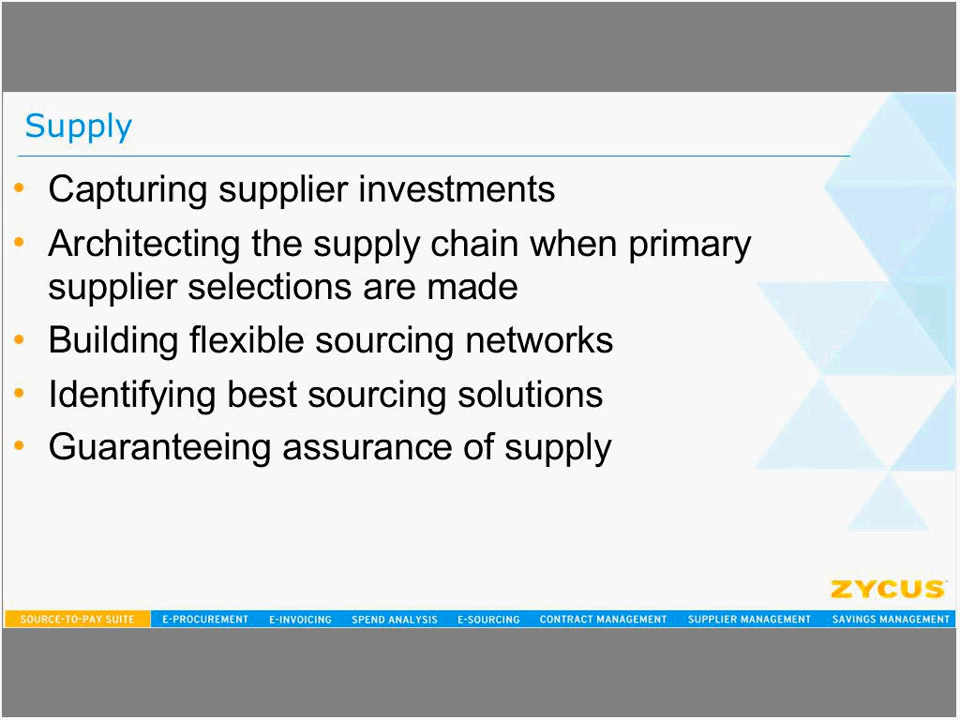 Supply
• Capturing supplier investments
• Architecting the supply chain when primary
supplier selections are made
• Building flexible sourcing networks
• Identifying best sourcing solutions
• Guaranteeing assurance of supply
ZYCUS
SOURCE-TO-PAY SUITE E-PROCUREMENT E-INVOICING SPEND ANALYSIS E-SOURCING CONTRACT MANAGEMENT SUPPLIER MANAGEMENT SAVINGS MANAGEMENT